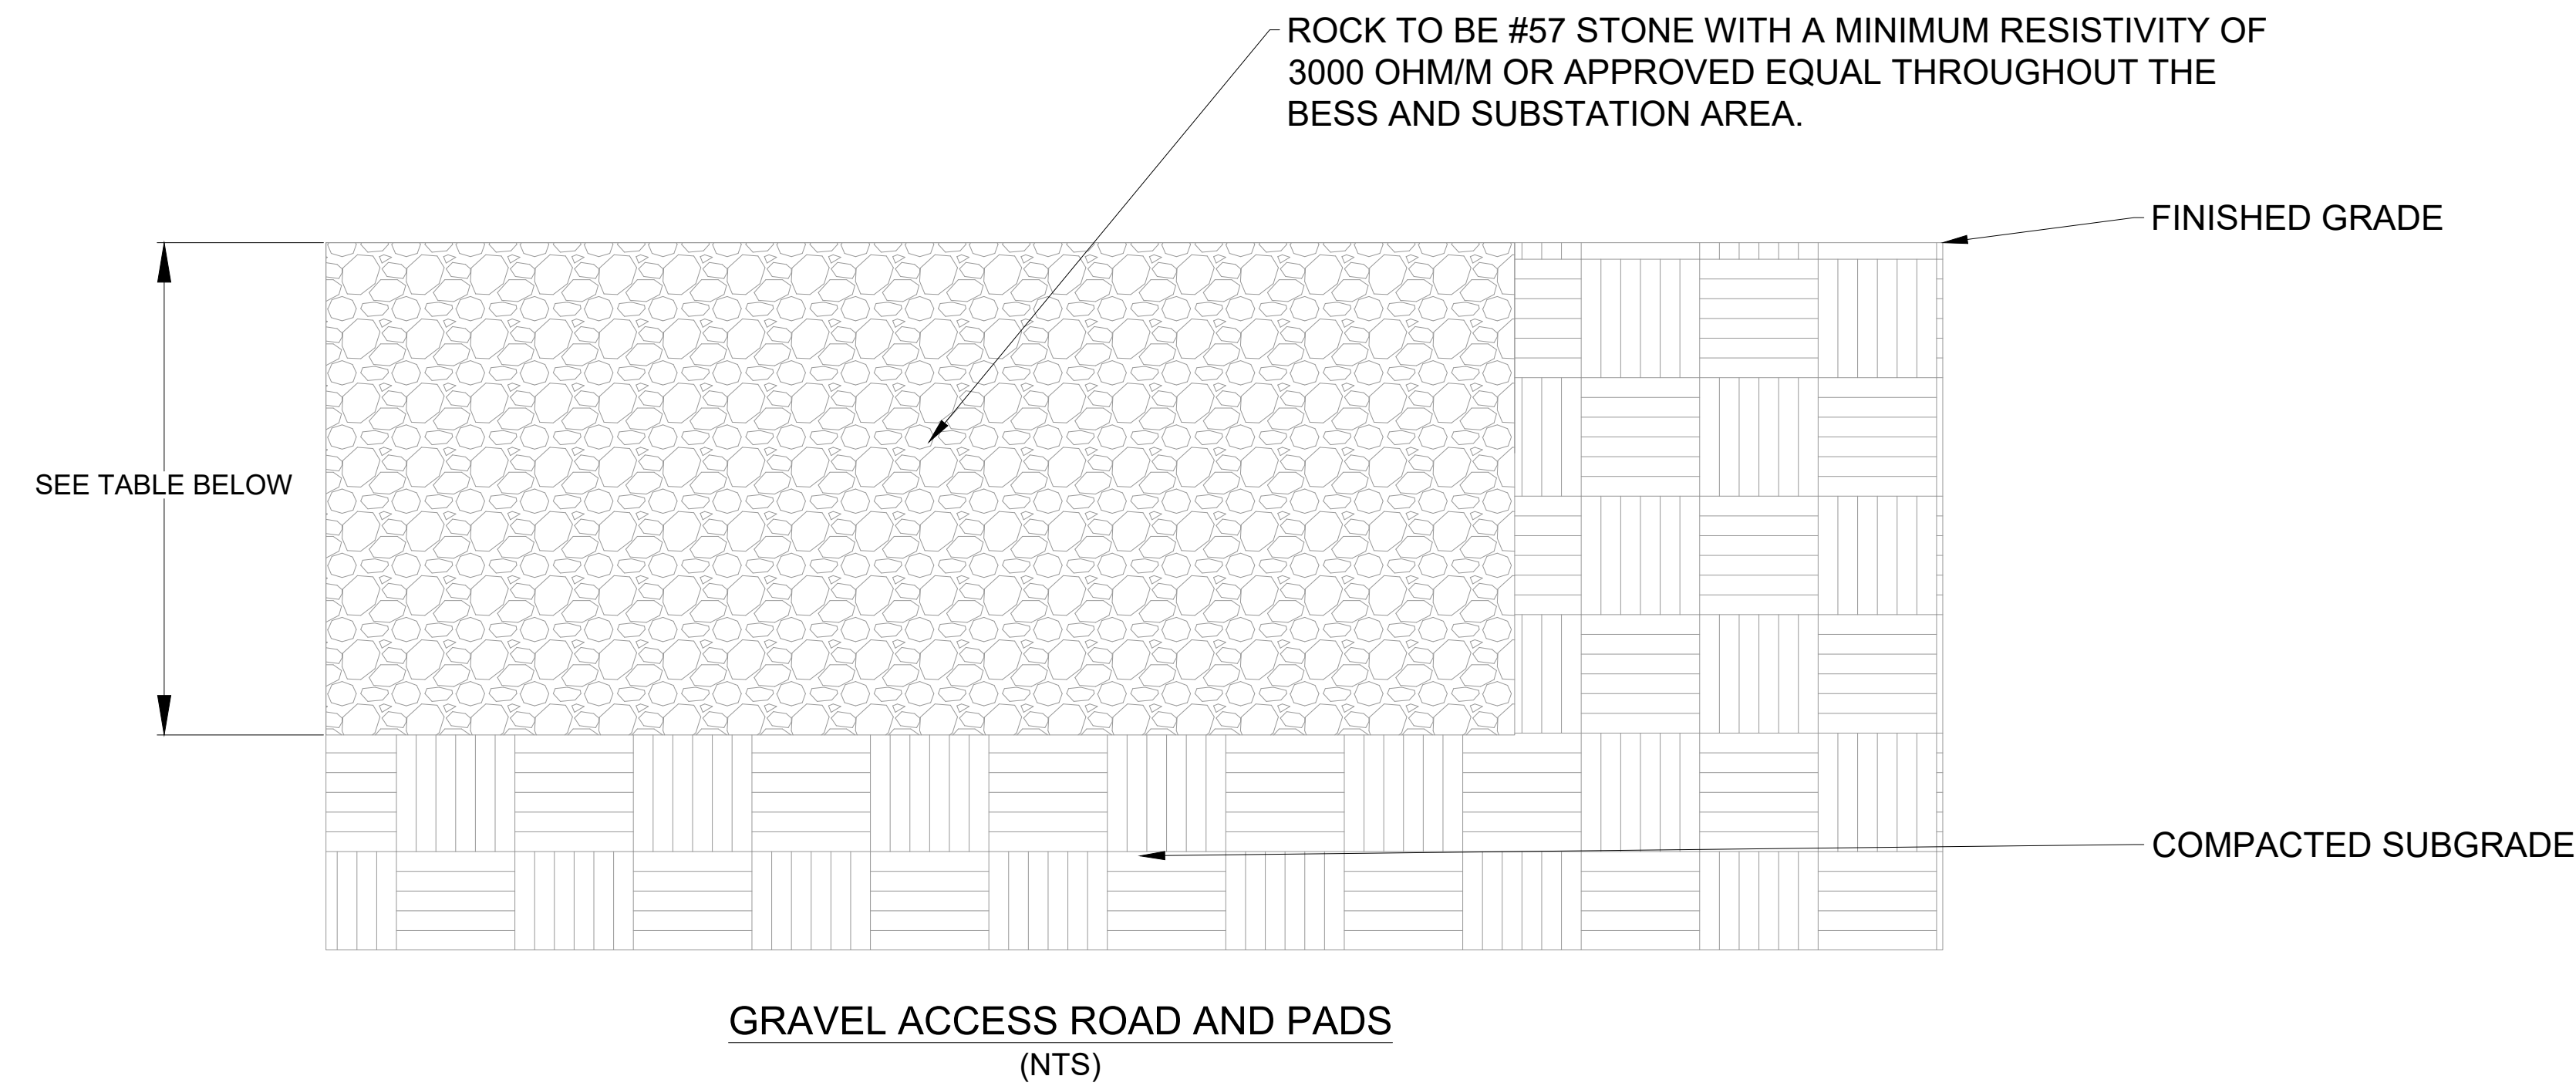 ROCK TO BE #57 STONE WITH A MINIMUM RESISTIVITY OF
3000 OHM/M OR APPROVED EQUAL THROUGHOUT THE
BESS AND SUBSTATION AREA.
FINISHED GRADE
SEE TABLE BELOW
COMPACTED SUBGRADE
GRAVEL ACCESS ROAD AND PADS
(NTS)